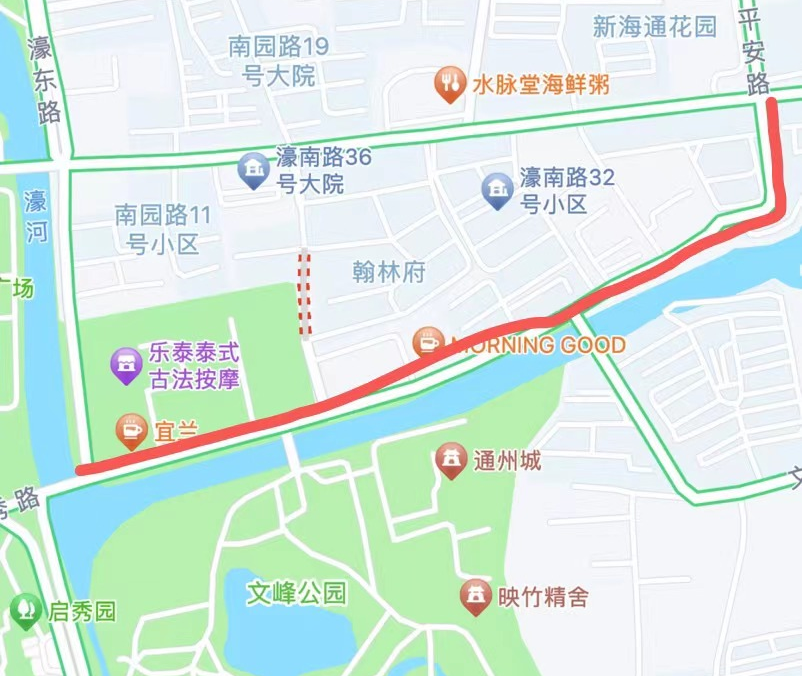 平安路
新海通花园
南园路19
号大院
濠东路
水脉堂海鲜粥
濠南路36
号大院
濠南路32
号小区
濠河
南园路11
号小区
翰林府
广场
MORNING GOOD
乐泰泰式
古法按摩
宜兰
通州城
秀路
文
文峰公园
映竹精舍
启秀园